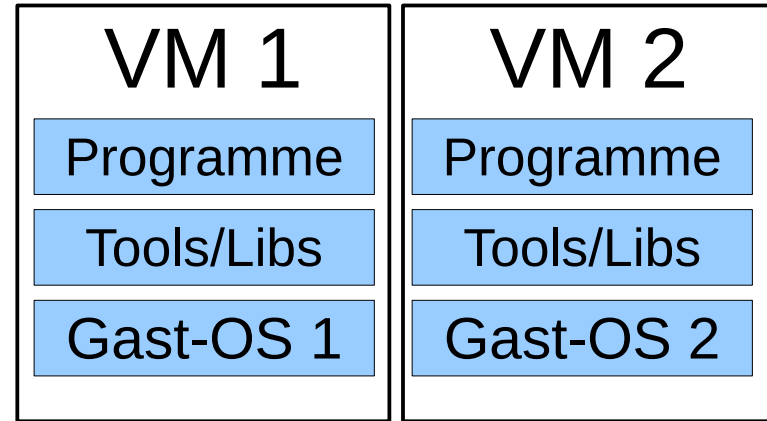 VM 1
Programme
Tools/Libs
Gast-OS 1
VM 2
Programme
Tools/Libs
Gast-OS 2